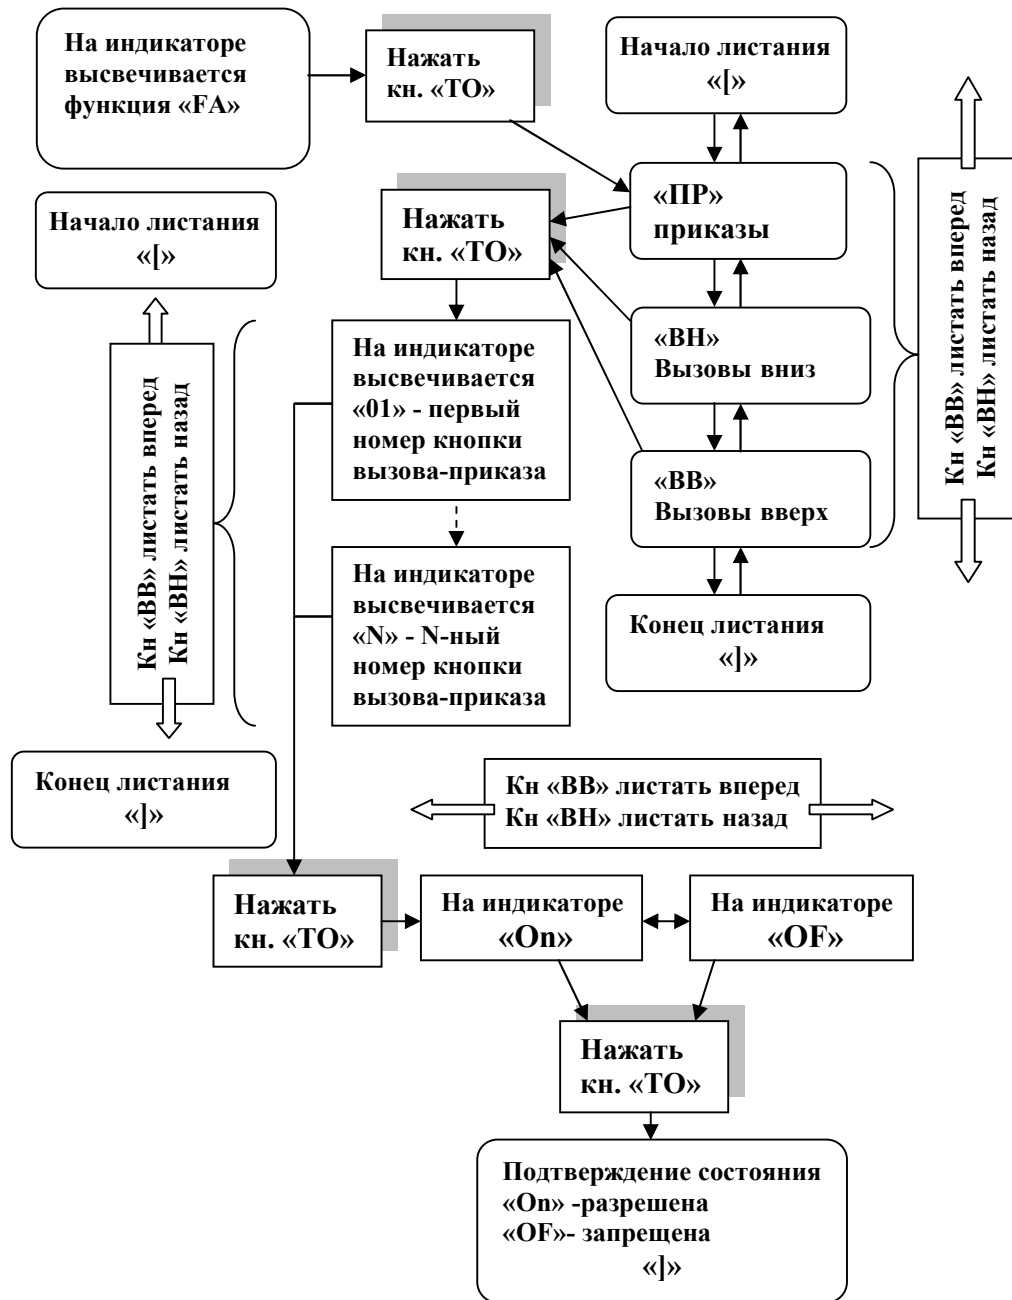 На индикаторе
высвечивается
функция «FA»
Нажать
кн. «ТО»
Начало листания
«[»
«ПР»
приказы
Нажать
кн. «ТО»
Начало листания
«[»
Кн «ВВ» листать вперед
Кн «ВН» листать назад
«ВН»
Вызовы вниз
На индикаторе
высвечивается
«01» - первый
номер кнопки
вызова-приказа
Кн «ВВ» листать вперед
Кн «ВН» листать назад
«ВВ»
Вызовы вверх
На индикаторе
высвечивается
«N» - N-ный
номер кнопки
вызова-приказа
Конец листания
«]»
Конец листания
«]»
Кн «ВВ» листать вперед
Кн «ВН» листать назад
Нажать
кн. «ТО»
На индикаторе
«On»
На индикаторе
«OF»
Нажать
кн. «ТО»
Подтверждение состояния
«On» -разрешена
«OF»- запрещена
«]»